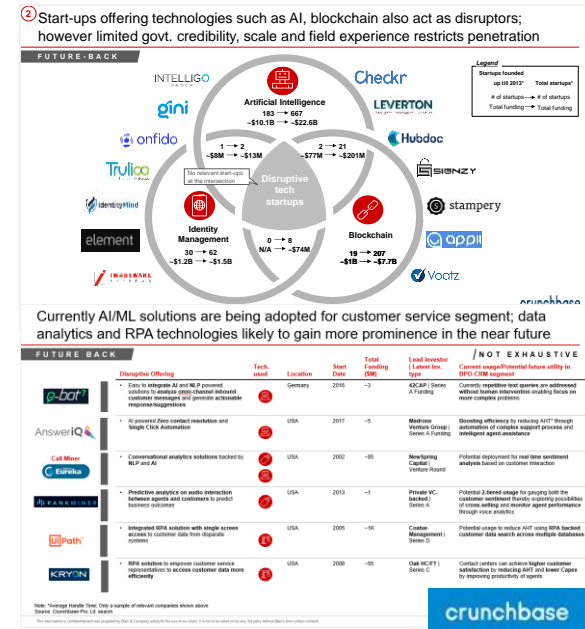 2
Start-ups offering technologies such as AI, blockchain also act as disruptors;
however limited govt. credibility, scale and field experience restricts penetration
FUTURE-BACK
Legend
Startups founded
up till 2013* Total startups*
# of startups → # of startups
Total funding → Total funding
INTELLIGO
GROUP
Checkr
Artificial Intelligence
183 → 667
~$10.1B → ~$22.6B
gini
LEVERTON
onfido
Hubdoc
1 → 2
~$8M → ~$13M
2 → 21
~$77M → ~$201M
Trulioo
No relevant start-ups
at the intersection
Disruptive
tech
startups
SIGNZY
IdentityMind
stampery
Identity
Management
Blockchain
element
0 → 8
N/A → ~$74M
appii
30 → 62
~$1.2B → ~$1.5B
19 → 207
~$1B → ~$7.7B
IMAGEWARE
Voatz
crunchbase
Currently AI/ML solutions are being adopted for customer service segment; data
analytics and RPA technologies likely to gain more prominence in the near future
FUTURE BACK
NOT EXHAUSTIVE
Disruptive Offering
Tech.
used
Location
Start
Date
Total
Funding
($M)
Lead investor
| Latest Inv.
type
Current usage/Potential future utility in
BPO-CRM segment
e-bot7
• Easy to integrate AI and NLP powered
solutions to analyze omni-channel inbound
customer messages and generate actionable
response/suggestions
Germany
2016
~3
42CAP | Series
A Funding
Currently repetitive text queries are addressed
without human intervention enabling focus on
more complex problems
AnsweriQ
• AI powered Zero contact resolution and
Single Click Automation
USA
2017
~5
Madrone
Venture Group |
Series A Funding
Boosting efficiency by reducing AHT* through
automation of complex support process and
intelligent agent-assistance
Call Miner
Eureka
• Conversational analytics solutions backed by
NLP and AI
USA
2002
NewSpring
Capital |
Venture Round
Potential deployment for real time sentiment
analysis based on customer interaction
RANKMINER
• Predictive analytics on audio interaction
between agents and customers to predict
business outcomes
USA
2013
~1
Private VC-
backed |
Series A
Potential 2-tiered usage for gauging both the
customer sentiment thereby exploring possibilities
of cross-selling and monitor agent performance
through voice analytics
UiPath
• Integrated RPA solution with single screen
access to customer data from disparate
systems
USA
2005
~1K
Coatue
Management |
Series D
Potential usage to reduce AHT using RPA backed
customer data search across multiple databases
KRYON
• RPA solution to empower customer service
representatives to access customer data more
efficiently
USA
2008
Series C
Contact centers can achieve higher customer
satisfaction by reducing AHT and lower Capex
by improving productivity of agents
Note: *Average Handle Time; Only a sample of relevant companies shown above
Source: Crunchbase Pro, Lit. search
crunchbase